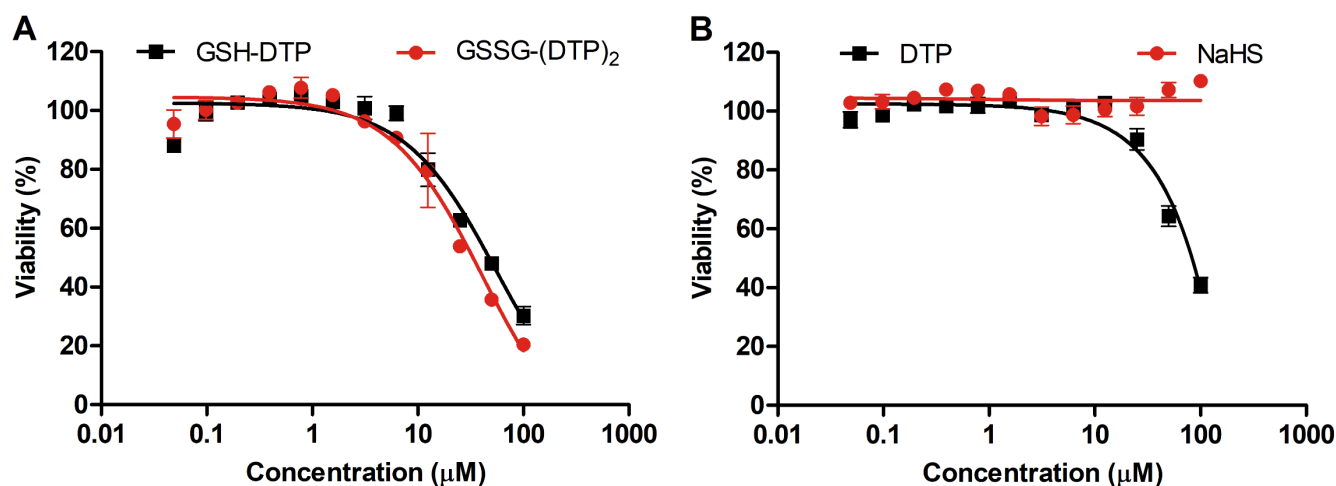 A
GSH-DTP
GSSG-(DTP)₂
Viability (%)
120
100
80
60
40
20
0
0.01
0.1
1
10
100
1000
Concentration (μM)
B
DTP
NaHS
Viability (%)
120
100
80
60
40
20
0
0.01
0.1
1
10
100
1000
Concentration (μM)